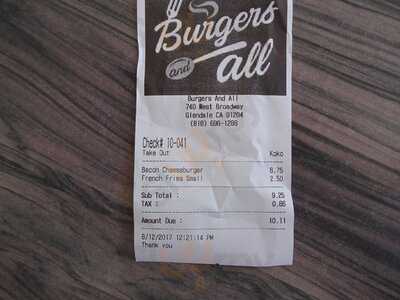 Burgers
and
all
Burgers And All
740 West Broadway
Glendale CA 91204
(818) 696-1298
Check# 10-041
Take Out Koko
Bacon Cheeseburger 6.75
French Fries Small 2.50
Sub Total : 9.25
TAX : 0.86
Amount Due : 10.11
8/12/2017 12:21:14 PM
Thank you